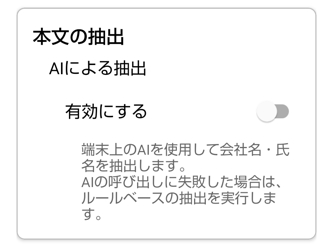 本文の抽出
AIによる抽出
有効にする
端末上のAIを使用して会社名・氏
名を抽出します。
AIの呼び出しに失敗した場合は、
ルールベースの抽出を実行しま
す。